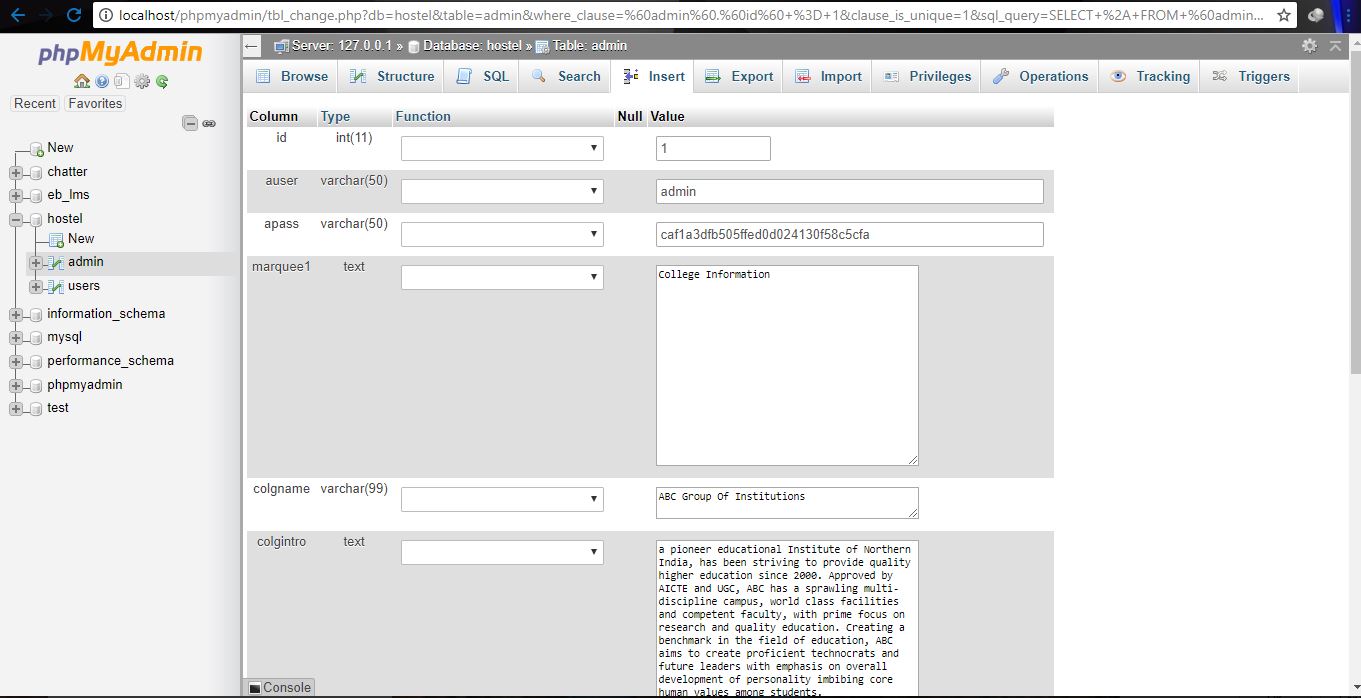 localhost/phpmyadmin/tbl_change.php?db=hostel&table=admin&where_clause=%60admin%60.%60id%60+%3D+1&clause_is_unique=1&sql_query=SELECT+%2A+FROM+%60admin...
phpMyAdmin
Recent Favorites
New
chatter
eb_lms
hostel
New
admin
users
information_schema
mysql
performance_schema
phpmyadmin
test
Server: 127.0.0.1 » Database: hostel » Table: admin
Browse Structure SQL Search Insert Export Import Privileges Operations Tracking Triggers
Column Type Function Null Value
id int(11) 1
auser varchar(50) admin
apass varchar(50) caf1a3dfb505ffed0d024130f58c5cfa
marquee1 text College Information
colgname varchar(99) ABC Group Of Institutions
colgintro text a pioneer educational Institute of Northern
India, has been striving to provide quality
higher education since 2000. Approved by
AICTE and UGC, ABC has a sprawling multi-
discipline campus, world class facilities
and competent faculty, with prime focus on
research and quality education. Creating a
benchmark in the field of education, ABC
aims to create proficient technocrats and
future leaders with emphasis on overall
development of personality imbibing core
human values among students.
Console